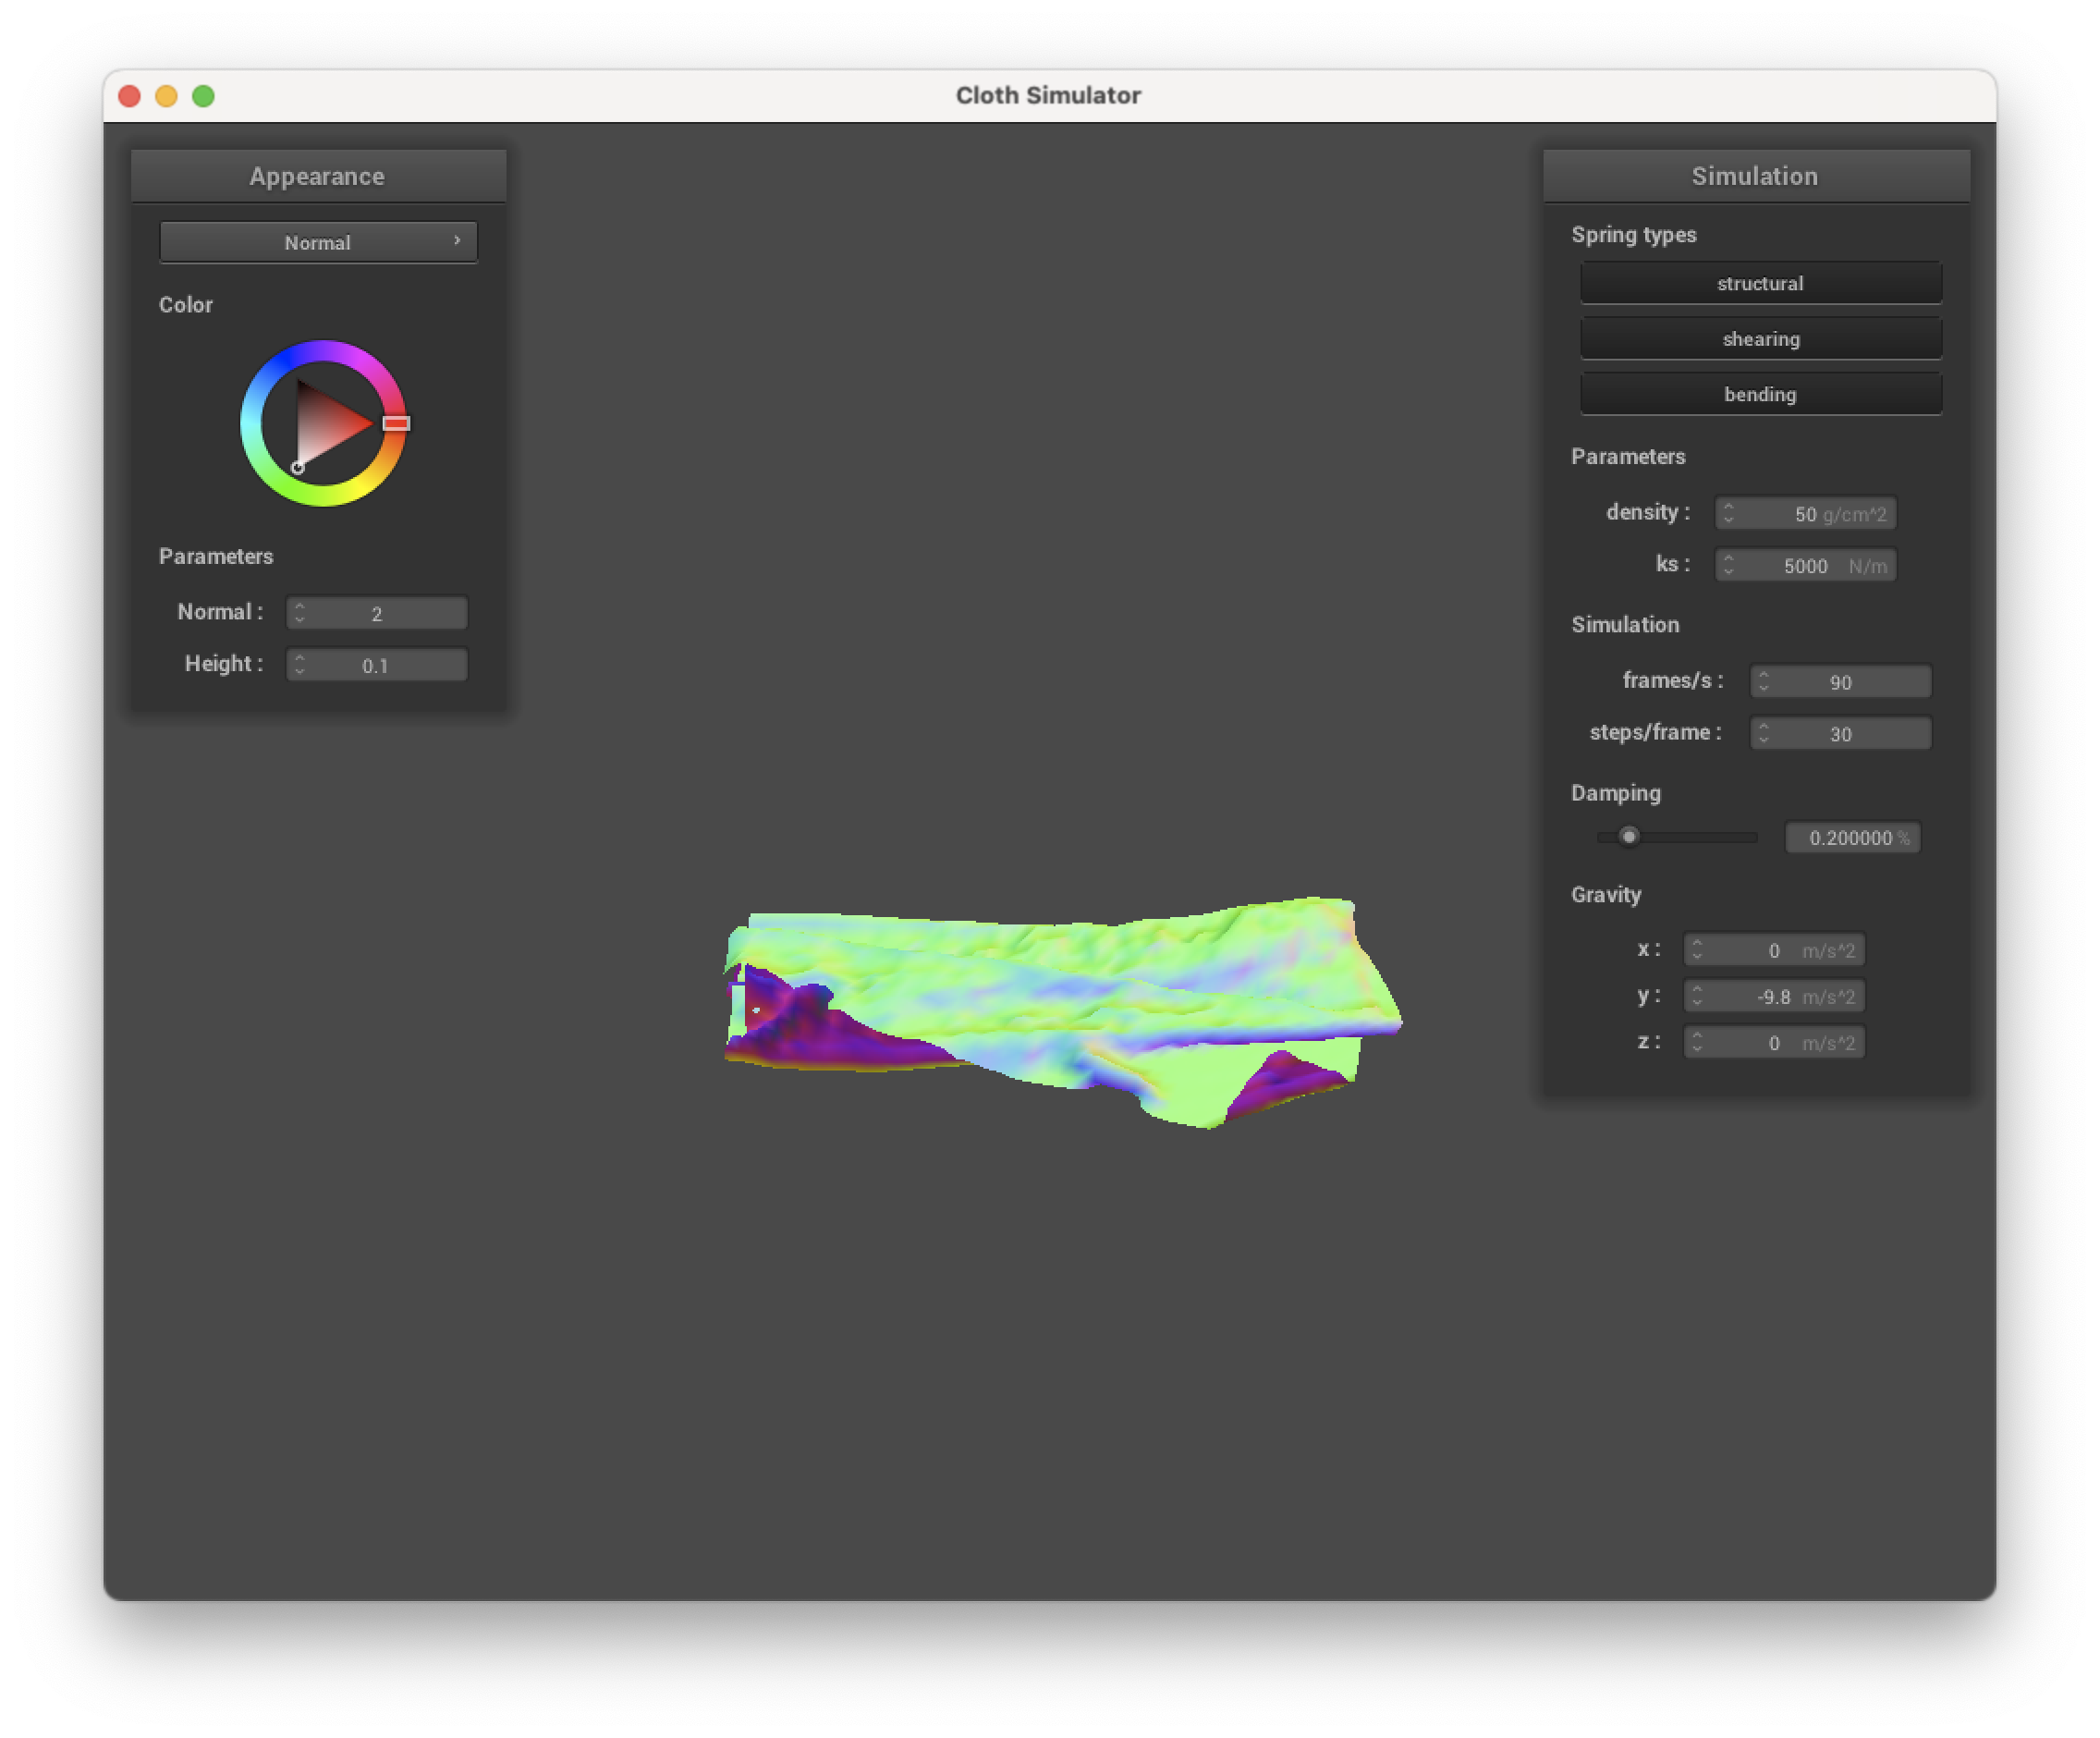 Cloth Simulator
Appearance
Normal
Color
Parameters
Normal : 2
Height : 0.1
Simulation
Spring types
structural
shearing
bending
Parameters
density : 50 g/cm^2
ks : 5000 N/m
Simulation
frames/s : 90
steps/frame : 30
Damping
0.200000 %
Gravity
x : 0 m/s^2
y : -9.8 m/s^2
z : 0 m/s^2